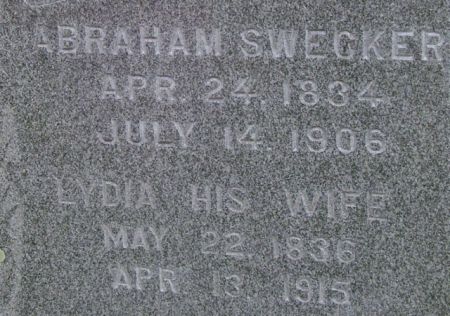 ABRAHAM SWECKER
APR. 24, 1834
JULY 14, 1906
LYDIA HIS WIFE
MAY 22, 1836
APR. 13, 1915